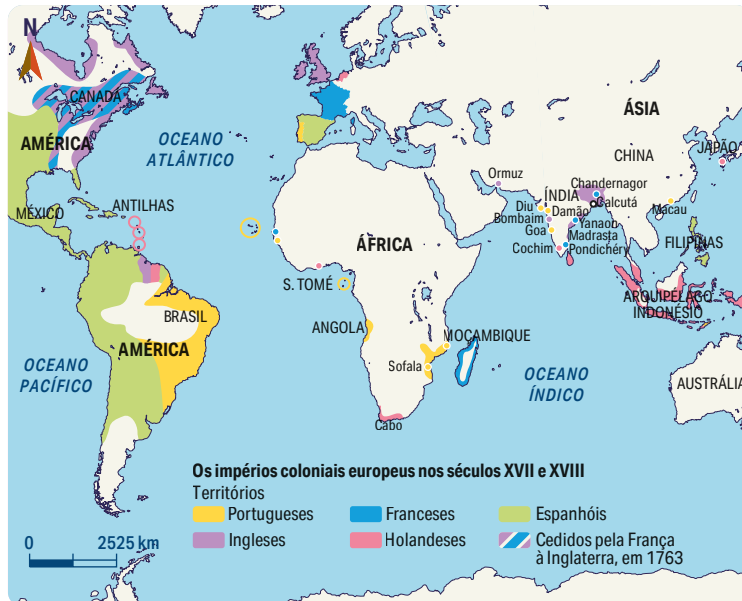 N
CANADÁ
AMÉRICA
OCEANO
ATLÂNTICO
MÉXICO
ANTILHAS
ÁSIA
CHINA
JAPÃO
Ormuz
Chandernagor
ÍNDIA
Calcutá
Diu
Damão
Bombaim
Yanaon
Goa
Madrasta
Cochim
Pondichéry
Macau
FILIPINAS
ÁFRICA
S. TOMÉ
ARQUIPÉLAGO
INDONÉSIO
BRASIL
AMÉRICA
ANGOLA
MOÇAMBIQUE
Sofala
OCEANO
PACÍFICO
OCEANO
ÍNDICO
AUSTRÁLIA
Cabo
Os impérios coloniais europeus nos séculos XVII e XVIII
Territórios
Portugueses
Franceses
Espanhóis
Ingleses
Holandeses
Cedidos pela França
à Inglaterra, em 1763
0 2525 km